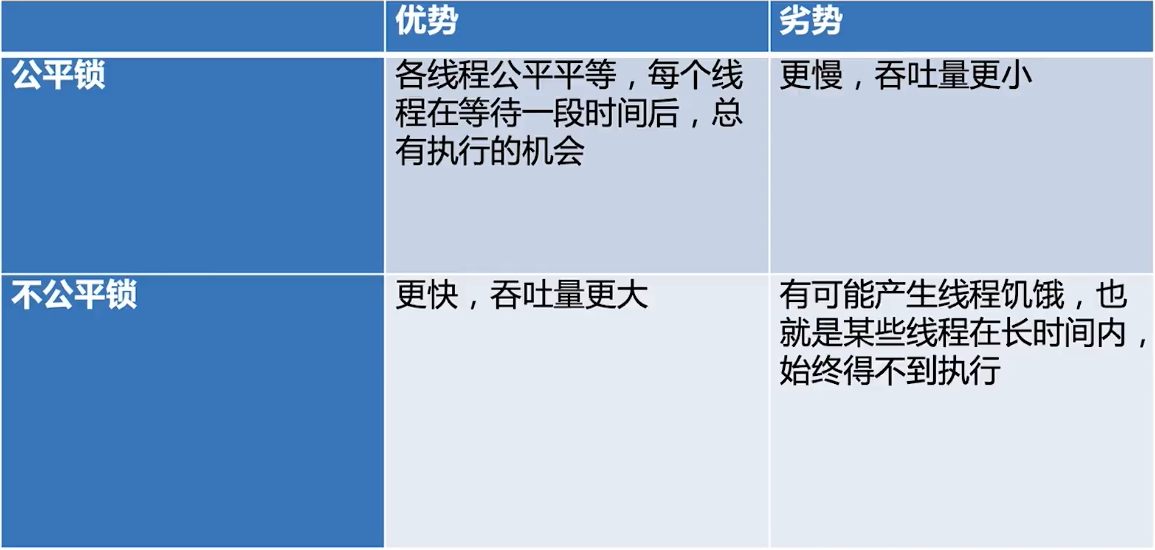 优势
劣势
公平锁
各线程公平平等，每个线
程在等待一段时间后，总
有执行的机会
更慢，吞吐量更小
不公平锁
更快，吞吐量更大
有可能产生线程饥饿，也
就是某些线程在长时间内，
始终得不到执行